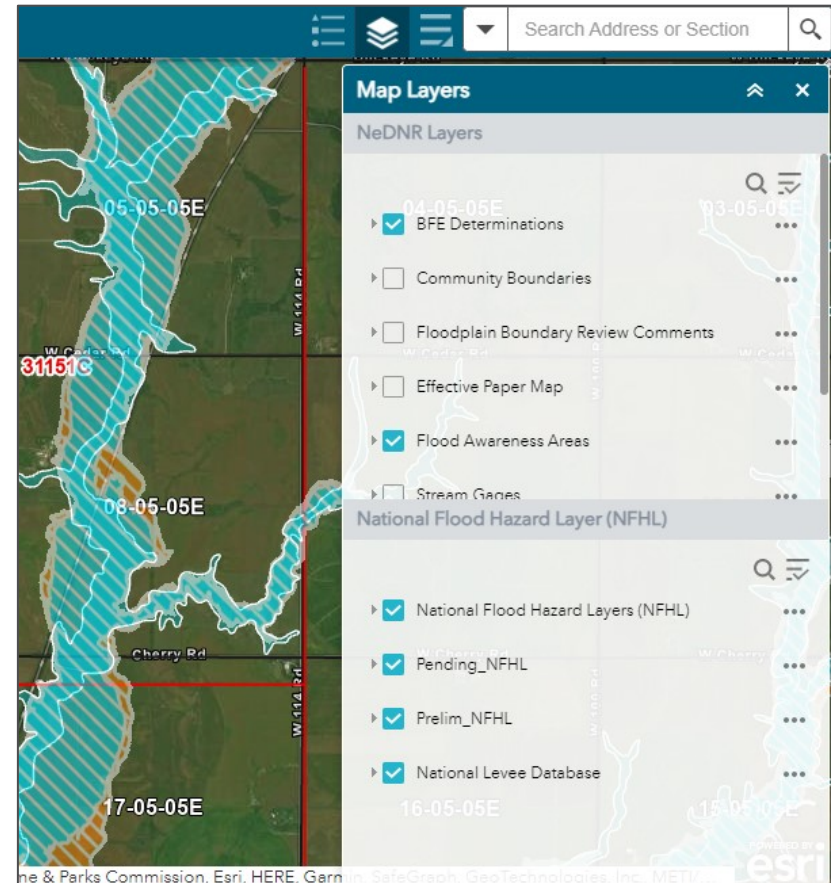 Search Address or Section
Map Layers
NeDNR Layers
05-05-05E
04-05-05E
03-05-05E
BFE Determinations
W 114 Rd
Community Boundaries
Floodplain Boundary Review Comments
W Cedar Rd
W Cedar Rd
31151C
Effective Paper Map
Flood Awareness Areas
Stream Gages
08-05-05E
National Flood Hazard Layer (NFHL)
National Flood Hazard Layers (NFHL)
Cherry Rd
W Cherry Rd
Pending_NFHL
W 114 Rd
Prelim_NFHL
National Levee Database
17-05-05E
16-05-05E
15-05-05E
POWERED BY
esri
ne & Parks Commission, Esri, HERE, Garmin, SafeGraph, GeoTechnologies, Inc., METI/